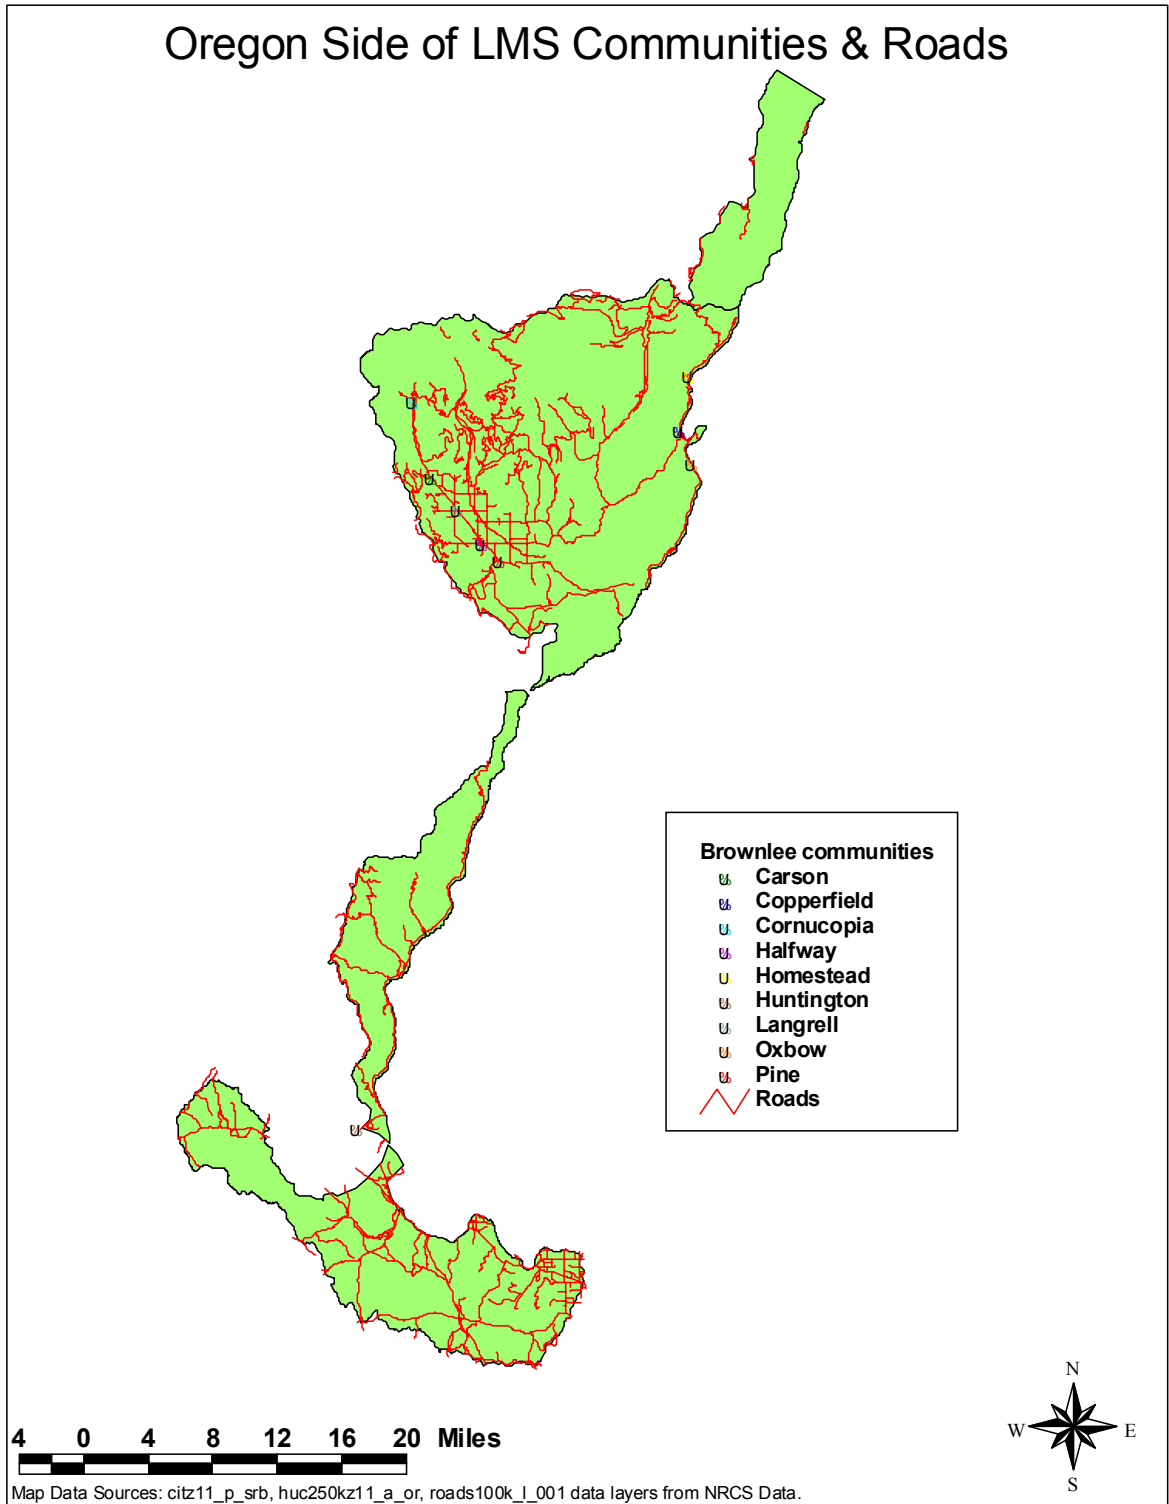 Oregon Side of LMS Communities & Roads
Brownlee communities
Carson
Copperfield
Cornucopia
Halfway
Homestead
Huntington
Langrell
Oxbow
Pine
Roads
N
W E
S
4 0 4 8 12 16 20 Miles
Map Data Sources: citz11_p_srb, huc250kz11_a_or, roads100k_l_001 data layers from NRCS Data.